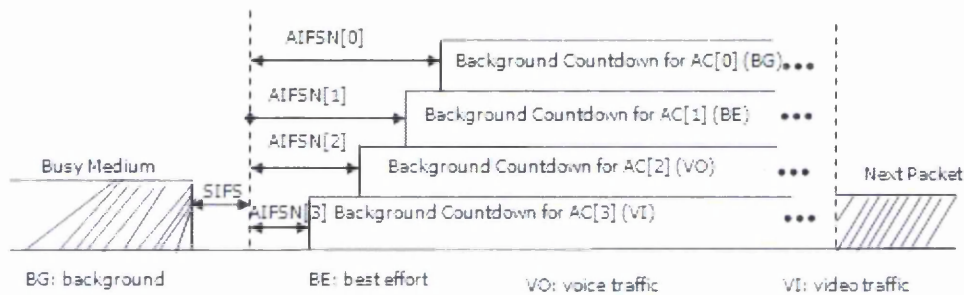 AIFSN[0]
Background Countdown for AC[0] (BG)
AIFSN[1]
Background Countdown for AC[1] (BE)
AIFSN[2]
Busy Medium
Background Countdown for AC[2] (VO)
Next Packet
SIFS
AIFSN[3]
Background Countdown for AC[3] (VI)
BG: background
BE: best effort
VO: voice traffic
VI: video traffic